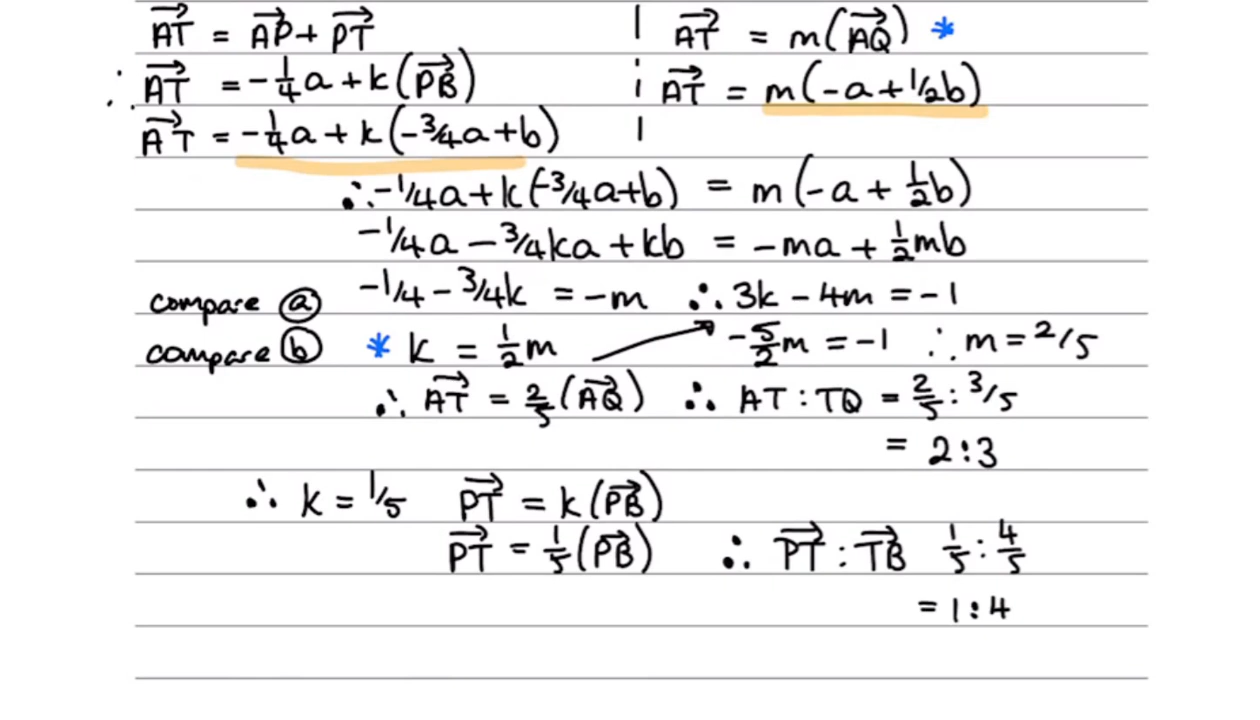 AT = AP + PT | AT = m(AQ) *
∴ AT = -1/4a + k(PB) | AT = m(-a + 1/2b)
AT = -1/4a + k(-3/4a + b) |
∴ -1/4a + k(-3/4a + b) = m(-a + 1/2b)
-1/4a - 3/4ka + kb = -ma + 1/2mb
compare ⓐ -1/4 - 3/4k = -m ∴ 3k - 4m = -1
compare ⓑ * k = 1/2m -5/2m = -1 ∴ m = 2/5
∴ AT = 2/5(AQ) ∴ AT : TQ = 2/5 : 3/5
= 2 : 3
∴ k = 1/5 PT = k(PB)
PT = 1/5(PB) ∴ PT : TB 1/5 : 4/5
= 1 : 4